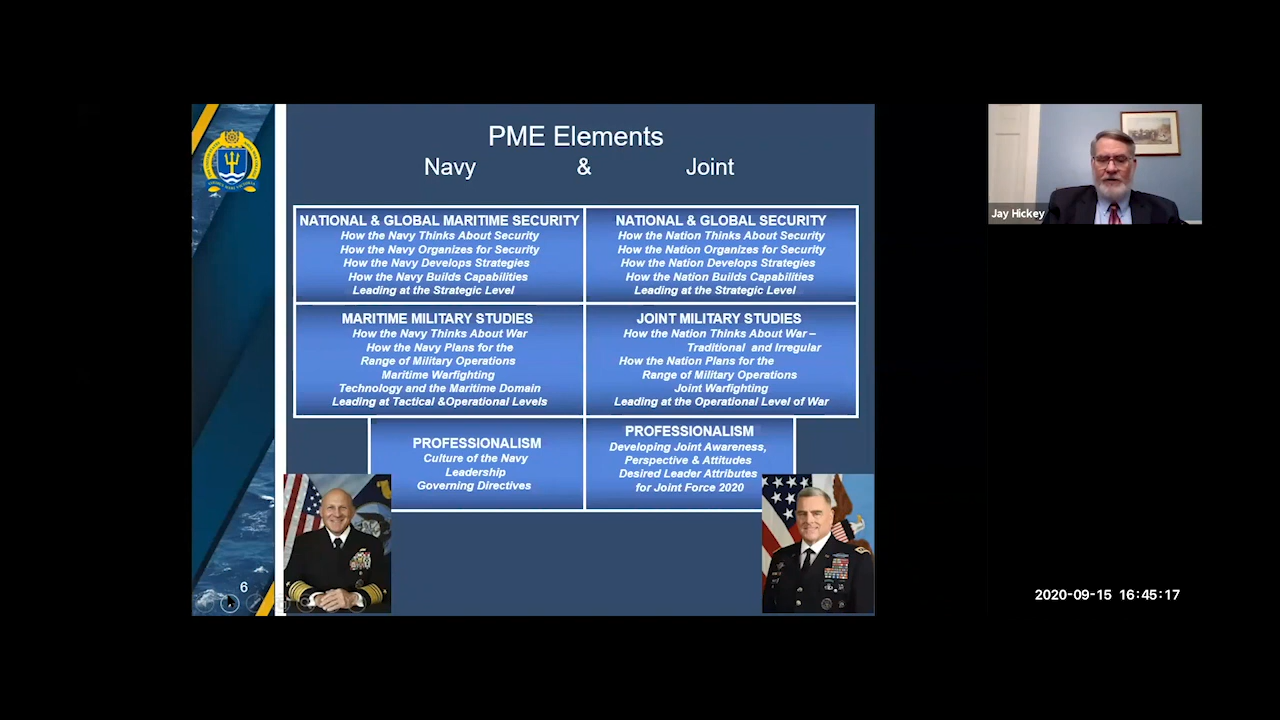 PME Elements
Navy & Joint
NATIONAL & GLOBAL MARITIME SECURITY
How the Navy Thinks About Security
How the Navy Organizes for Security
How the Navy Develops Strategies
How the Navy Builds Capabilities
Leading at the Strategic Level
NATIONAL & GLOBAL SECURITY
How the Nation Thinks About Security
How the Nation Organizes for Security
How the Nation Develops Strategies
How the Nation Builds Capabilities
Leading at the Strategic Level
MARITIME MILITARY STUDIES
How the Navy Thinks About War
How the Navy Plans for the
Range of Military Operations
Maritime Warfighting
Technology and the Maritime Domain
Leading at Tactical &Operational Levels
JOINT MILITARY STUDIES
How the Nation Thinks About War –
Traditional and Irregular
How the Nation Plans for the
Range of Military Operations
Joint Warfighting
Leading at the Operational Level of War
PROFESSIONALISM
Culture of the Navy
Leadership
Governing Directives
PROFESSIONALISM
Developing Joint Awareness,
Perspective & Attitudes
Desired Leader Attributes
for Joint Force 2020
6
Jay Hickey
2020-09-15 16:45:17